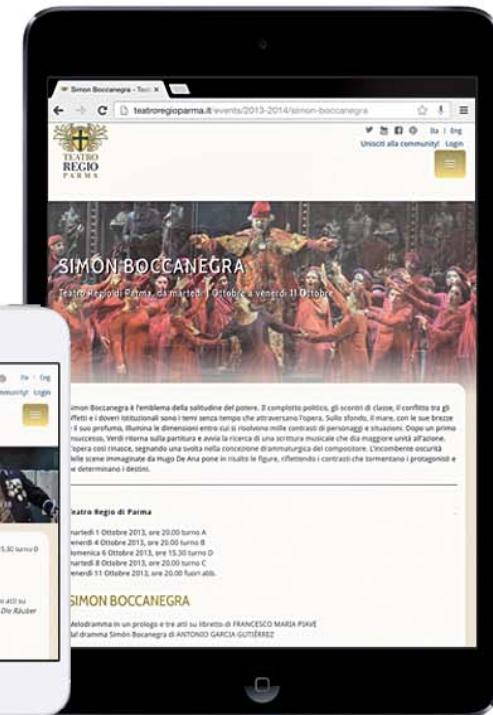 Simon Boccanegra - Teat
teatroregioparma.it/events/2013-2014/simon-boccanegra
Ita | Eng
Unisciti alla community! Login
TEATRO
REGIO
PARMA
SIMON BOCCANEGRA
Teatro Regio di Parma, da martedì 1 Ottobre a venerdì 11 Ottobre
Simon Boccanegra è l'emblema della solitudine del potere. Il complotto politico, gli scontri di classe, il conflitto tra gli
affetti e i doveri istituzionali sono i temi senza tempo che attraversano l'opera. Sullo sfondo, il mare, con le sue brezze
e il suo profumo, illumina le dimensioni entro cui si risolvono mille contrasti di personaggi e situazioni. Dopo un primo
insuccesso, Verdi ritorna sulla partitura e avvia la ricerca di una scrittura musicale che dia maggiore unità all'azione.
L'opera così rinasce, segnando una svolta nella concezione drammaturgica del compositore. L'incombente oscurità
delle scene immaginate da Hugo De Ana pone in risalto le figure, riflettendo i contrasti che tormentano i protagonisti e
ne determinano i destini.
Teatro Regio di Parma
martedì 1 Ottobre 2013, ore 20.00 turno A
venerdì 4 Ottobre 2013, ore 20.00 turno B
domenica 6 Ottobre 2013, ore 15.30 turno D
martedì 8 Ottobre 2013, ore 20.00 turno C
venerdì 11 Ottobre 2013, ore 20.00 fuori abb.
SIMON BOCCANEGRA
Melodramma in un prologo e tre atti su libretto di FRANCESCO MARIA PIAVE
dal dramma Simón Bocanegra di ANTONIO GARCIA GUTIÉRREZ
Ita | Eng
Login
15.30 turno D
atti su
Die Räuber